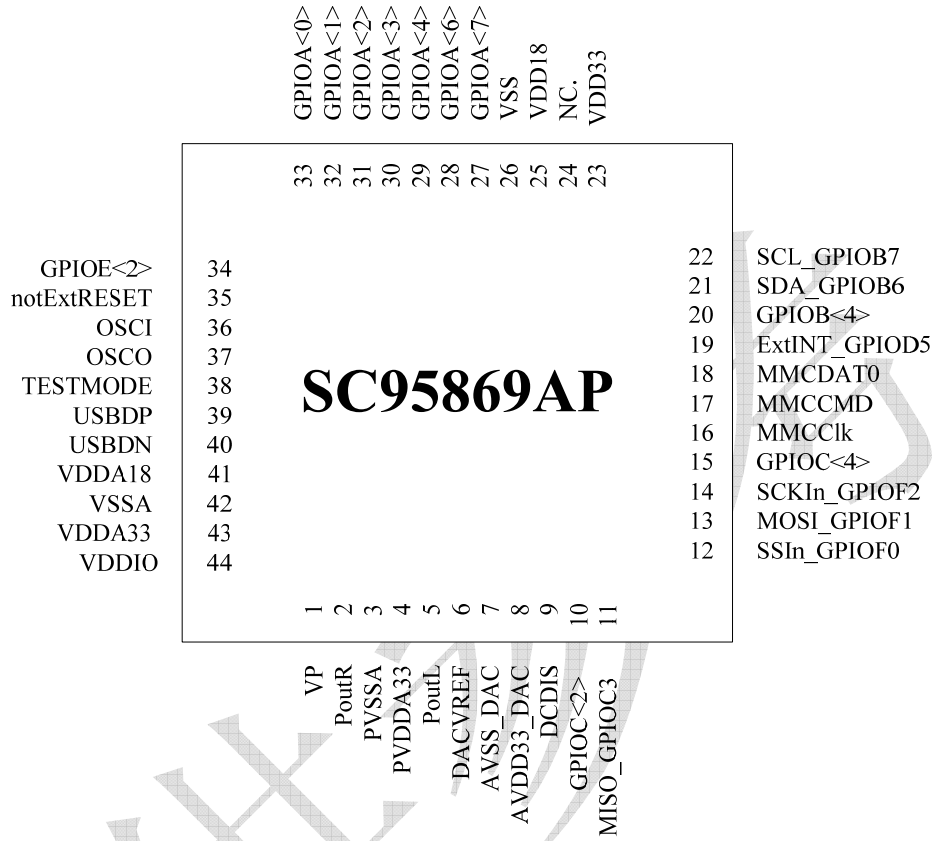 GPIOA<0>
GPIOA<1>
GPIOA<2>
GPIOA<3>
GPIOA<4>
GPIOA<6>
GPIOA<7>
VSS
VDD18
NC.
VDD33
33
32
31
30
29
28
27
26
25
24
23
GPIOE<2> 34
notExtRESET 35
OSCI 36
OSCO 37
TESTMODE 38
USBDP 39
USBDN 40
VDDA18 41
VSSA 42
VDDA33 43
VDDIO 44
SC95869AP
22 SCL_GPIOB7
21 SDA_GPIOB6
20 GPIOB<4>
19 ExtINT_GPIOD5
18 MMCDAT0
17 MMCCMD
16 MMCClk
15 GPIOC<4>
14 SCKIn_GPIOF2
13 MOSI_GPIOF1
12 SSIn_GPIOF0
1
2
3
4
5
6
7
8
9
10
11
VP
PoutR
PVSSA
PVDDA33
PoutL
DACVREF
AVSS_DAC
AVDD33_DAC
DCDIS
GPIOC<2>
MISO_GPIOC3